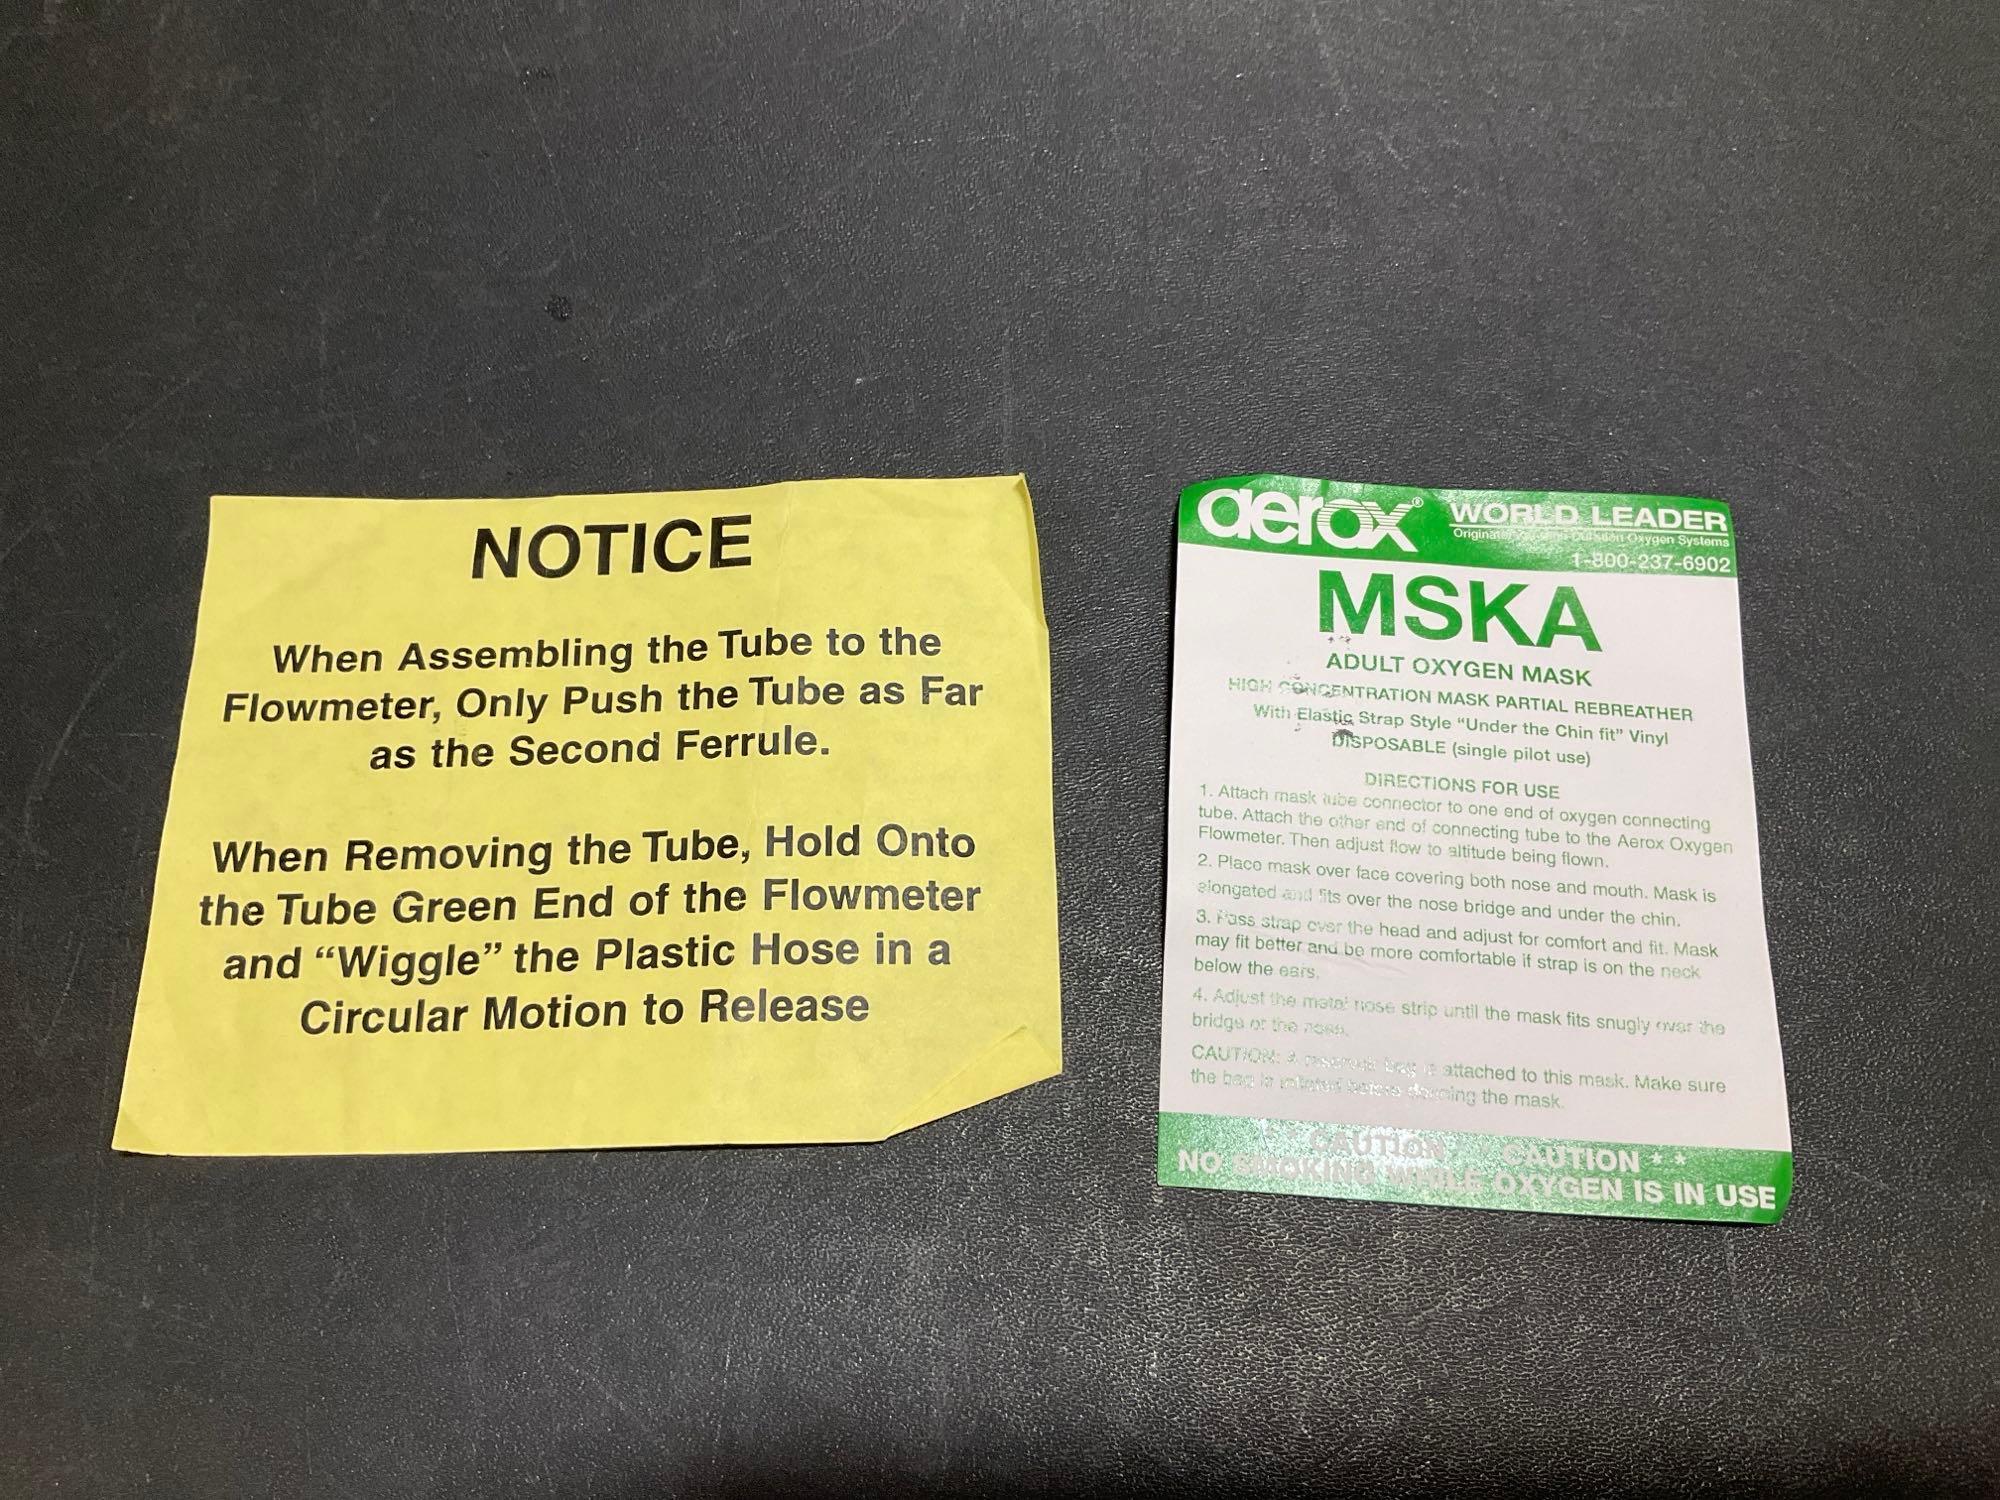 NOTICE
When Assembling the Tube to the
Flowmeter, Only Push the Tube as Far
as the Second Ferrule.
When Removing the Tube, Hold Onto
the Tube Green End of the Flowmeter
and “Wiggle” the Plastic Hose in a
Circular Motion to Release
aerox® WORLD LEADER
Oxygen Systems
1-800-237-6902
MSKA
ADULT OXYGEN MASK
HIGH CONCENTRATION MASK PARTIAL REBREATHER
With Elastic Strap Style “Under the Chin fit” Vinyl
DISPOSABLE (single pilot use)
DIRECTIONS FOR USE
1. Attach mask tube connector to one end of oxygen connecting
tube. Attach the other end of connecting tube to the Aerox Oxygen
Flowmeter. Then adjust flow to altitude being flown.
2. Place mask over face covering both nose and mouth. Mask is
elongated and fits over the nose bridge and under the chin.
3. Pass strap over the head and adjust for comfort and fit. Mask
may fit better and be more comfortable if strap is on the neck
below the ears.
4. Adjust the metal nose strip until the mask fits snugly over the
bridge of the nose.
CAUTION: A bag is attached to this mask. Make sure
the bag is before the mask.
CAUTION CAUTION * *
NO SMOKING WHILE OXYGEN IS IN USE